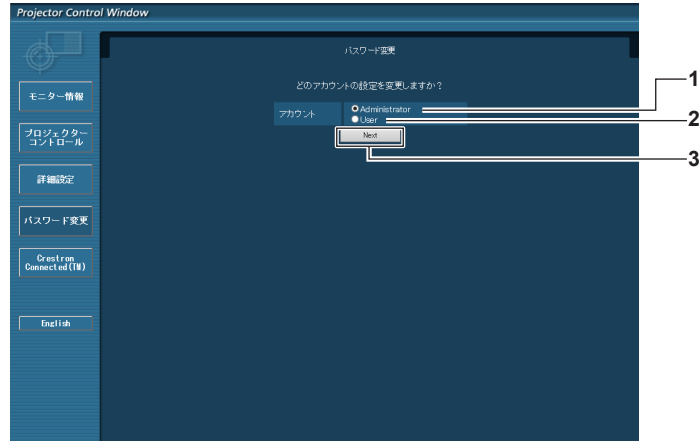 Projector Control Window
パスワード変更
どのアカウントの設定を変更しますか？
アカウント
Administrator
User
Next
1
2
3
モニター情報
プロジェクター
コントロール
詳細設定
パスワード変更
Crestron
Connected(TM)
English